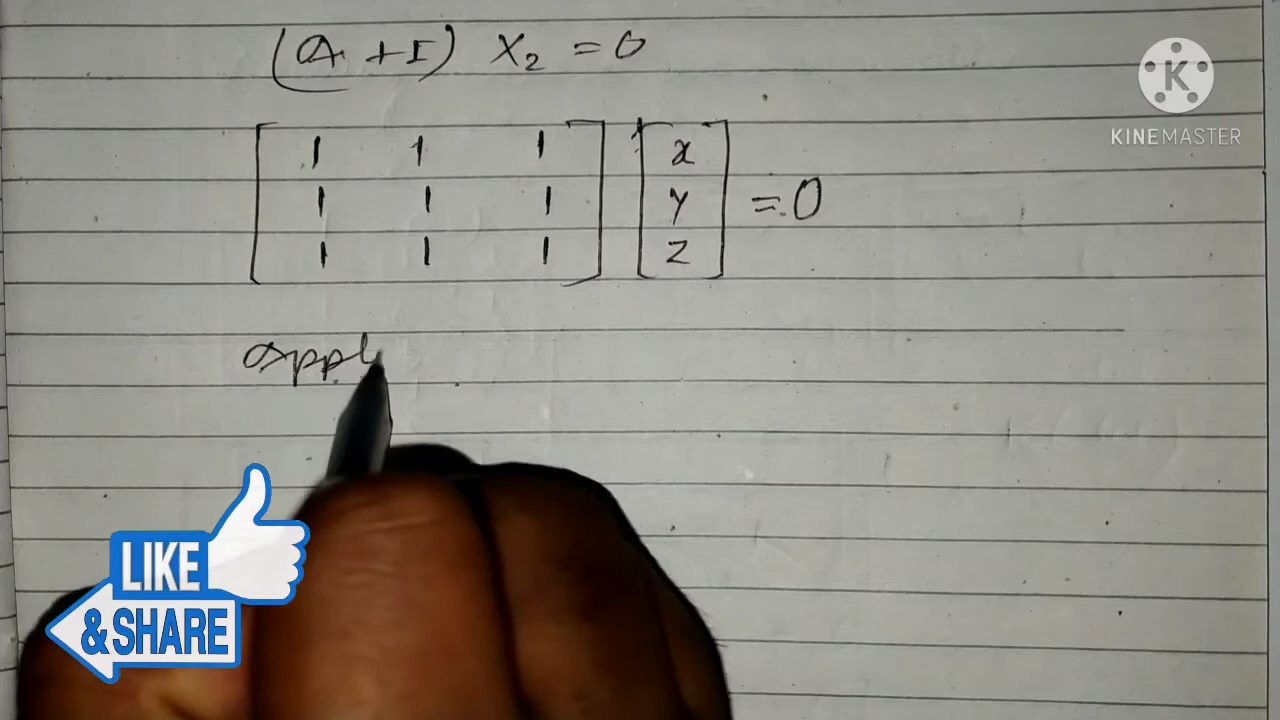 (A + I) X₂ = 0
1 1 1 x
1 1 1 y = 0
1 1 1 z
Appl
KINEMASTER
LIKE
& SHARE